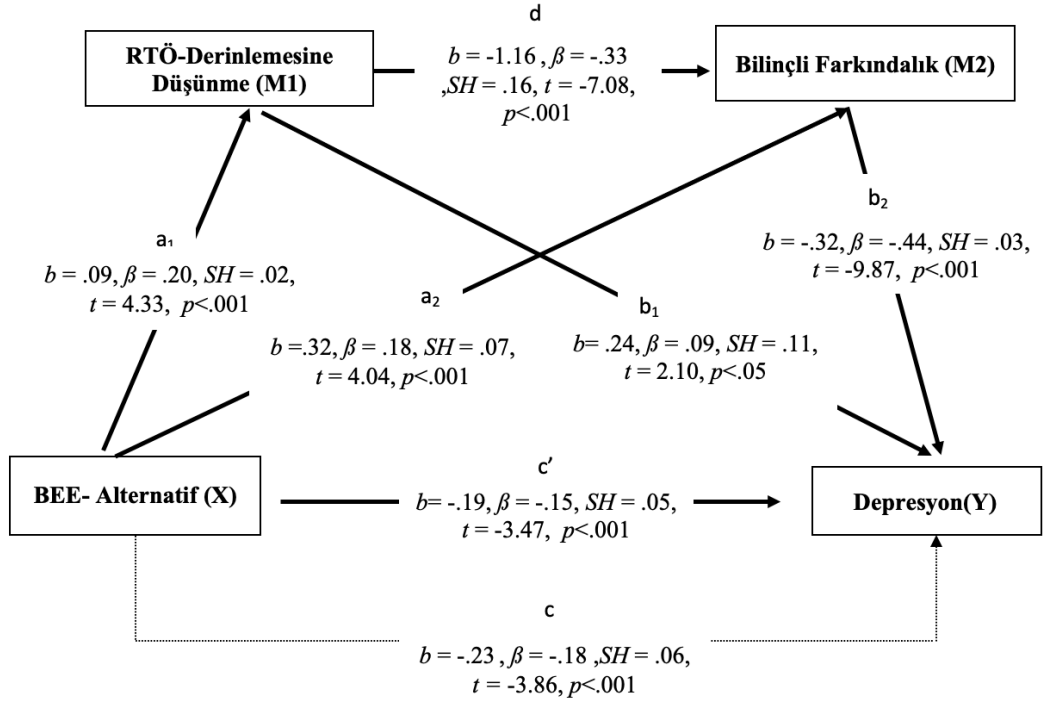 d
RTÖ-Derinlemesine
Düşünme (M1)
b = -1.16 , β = -.33
,SH = .16, t = -7.08,
p<.001
Bilinçli Farkındalık (M2)
a₁
b = .09, β = .20, SH = .02,
t = 4.33, p<.001
b₂
b = -.32, β = -.44, SH = .03,
t = -9.87, p<.001
a₂
b =.32, β = .18, SH = .07,
t = 4.04, p<.001
b₁
b= .24, β = .09, SH = .11,
t = 2.10, p<.05
BEE- Alternatif (X)
c’
b= -.19, β = -.15, SH = .05,
t = -3.47, p<.001
Depresyon(Y)
c
b = -.23 , β = -.18 ,SH = .06,
t = -3.86, p<.001